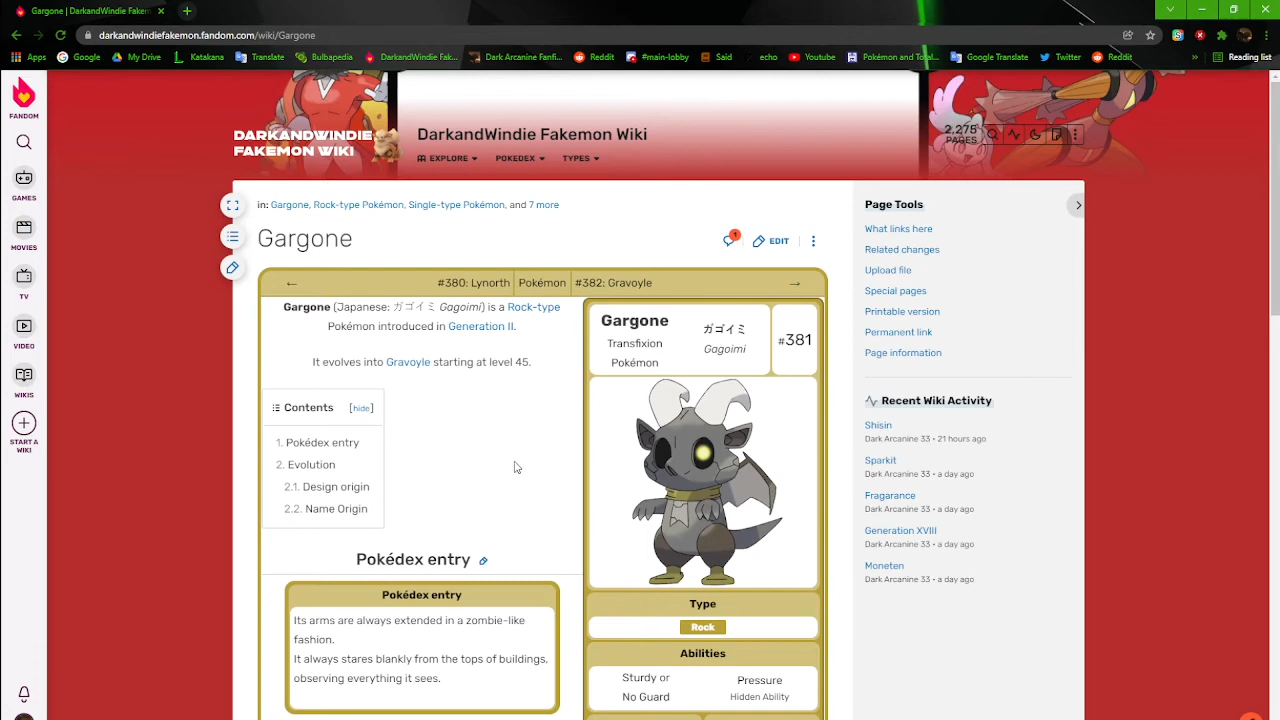 Gargone | DarkandWindie Fakem
darkandwindiefakemon.fandom.com/wiki/Gargone
Apps
Google
My Drive
Katakana
Translate
Bulbapedia
DarkandWindie Fak...
Dark Arcanine Fanfi...
Reddit
#main-lobby
Said
echo
Youtube
Pokémon and Total...
Google Translate
Twitter
Reddit
»
Reading list
FANDOM
GAMES
MOVIES
TV
VIDEO
WIKIS
START A
WIKI
DARKANDWINDIE
FAKEMON WIKI
DarkandWindie Fakemon Wiki
EXPLORE
POKEDEX
TYPES
2,275
PAGES
in: Gargone, Rock-type Pokémon, Single-type Pokémon, and 7 more
Gargone
1
EDIT
← #380: Lynorth Pokémon #382: Gravoyle →
Gargone (Japanese: ガゴイミ Gagoimi) is a Rock-type
Pokémon introduced in Generation II.
It evolves into Gravoyle starting at level 45.
Contents [hide]
1. Pokédex entry
2. Evolution
2.1. Design origin
2.2. Name Origin
Pokédex entry
Pokédex entry
Its arms are always extended in a zombie-like
fashion.
It always stares blankly from the tops of buildings,
observing everything it sees.
Gargone
Transfixion
Pokémon
ガゴイミ
Gagoimi
#381
Type
Rock
Abilities
Sturdy or
No Guard
Pressure
Hidden Ability
Page Tools
What links here
Related changes
Upload file
Special pages
Printable version
Permanent link
Page information
Recent Wiki Activity
Shisin
Dark Arcanine 33 • 21 hours ago
Sparkit
Dark Arcanine 33 • a day ago
Fragarance
Dark Arcanine 33 • a day ago
Generation XVIII
Dark Arcanine 33 • a day ago
Moneten
Dark Arcanine 33 • a day ago